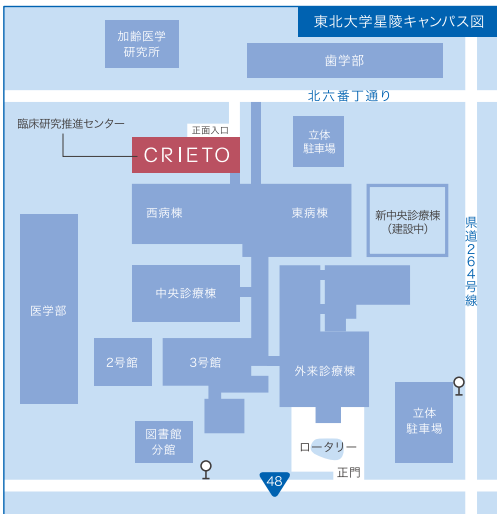 東北大学星陵キャンパス図
加齢医学
研究所
歯学部
北六番丁通り
臨床研究推進センター
正面入口
CRIETO
立体
駐車場
西病棟
東病棟
新中央診療棟
(建設中)
県道264号線
医学部
中央診療棟
2号館
3号館
外来診療棟
立体
駐車場
図書館
分館
ロータリー
正門
48